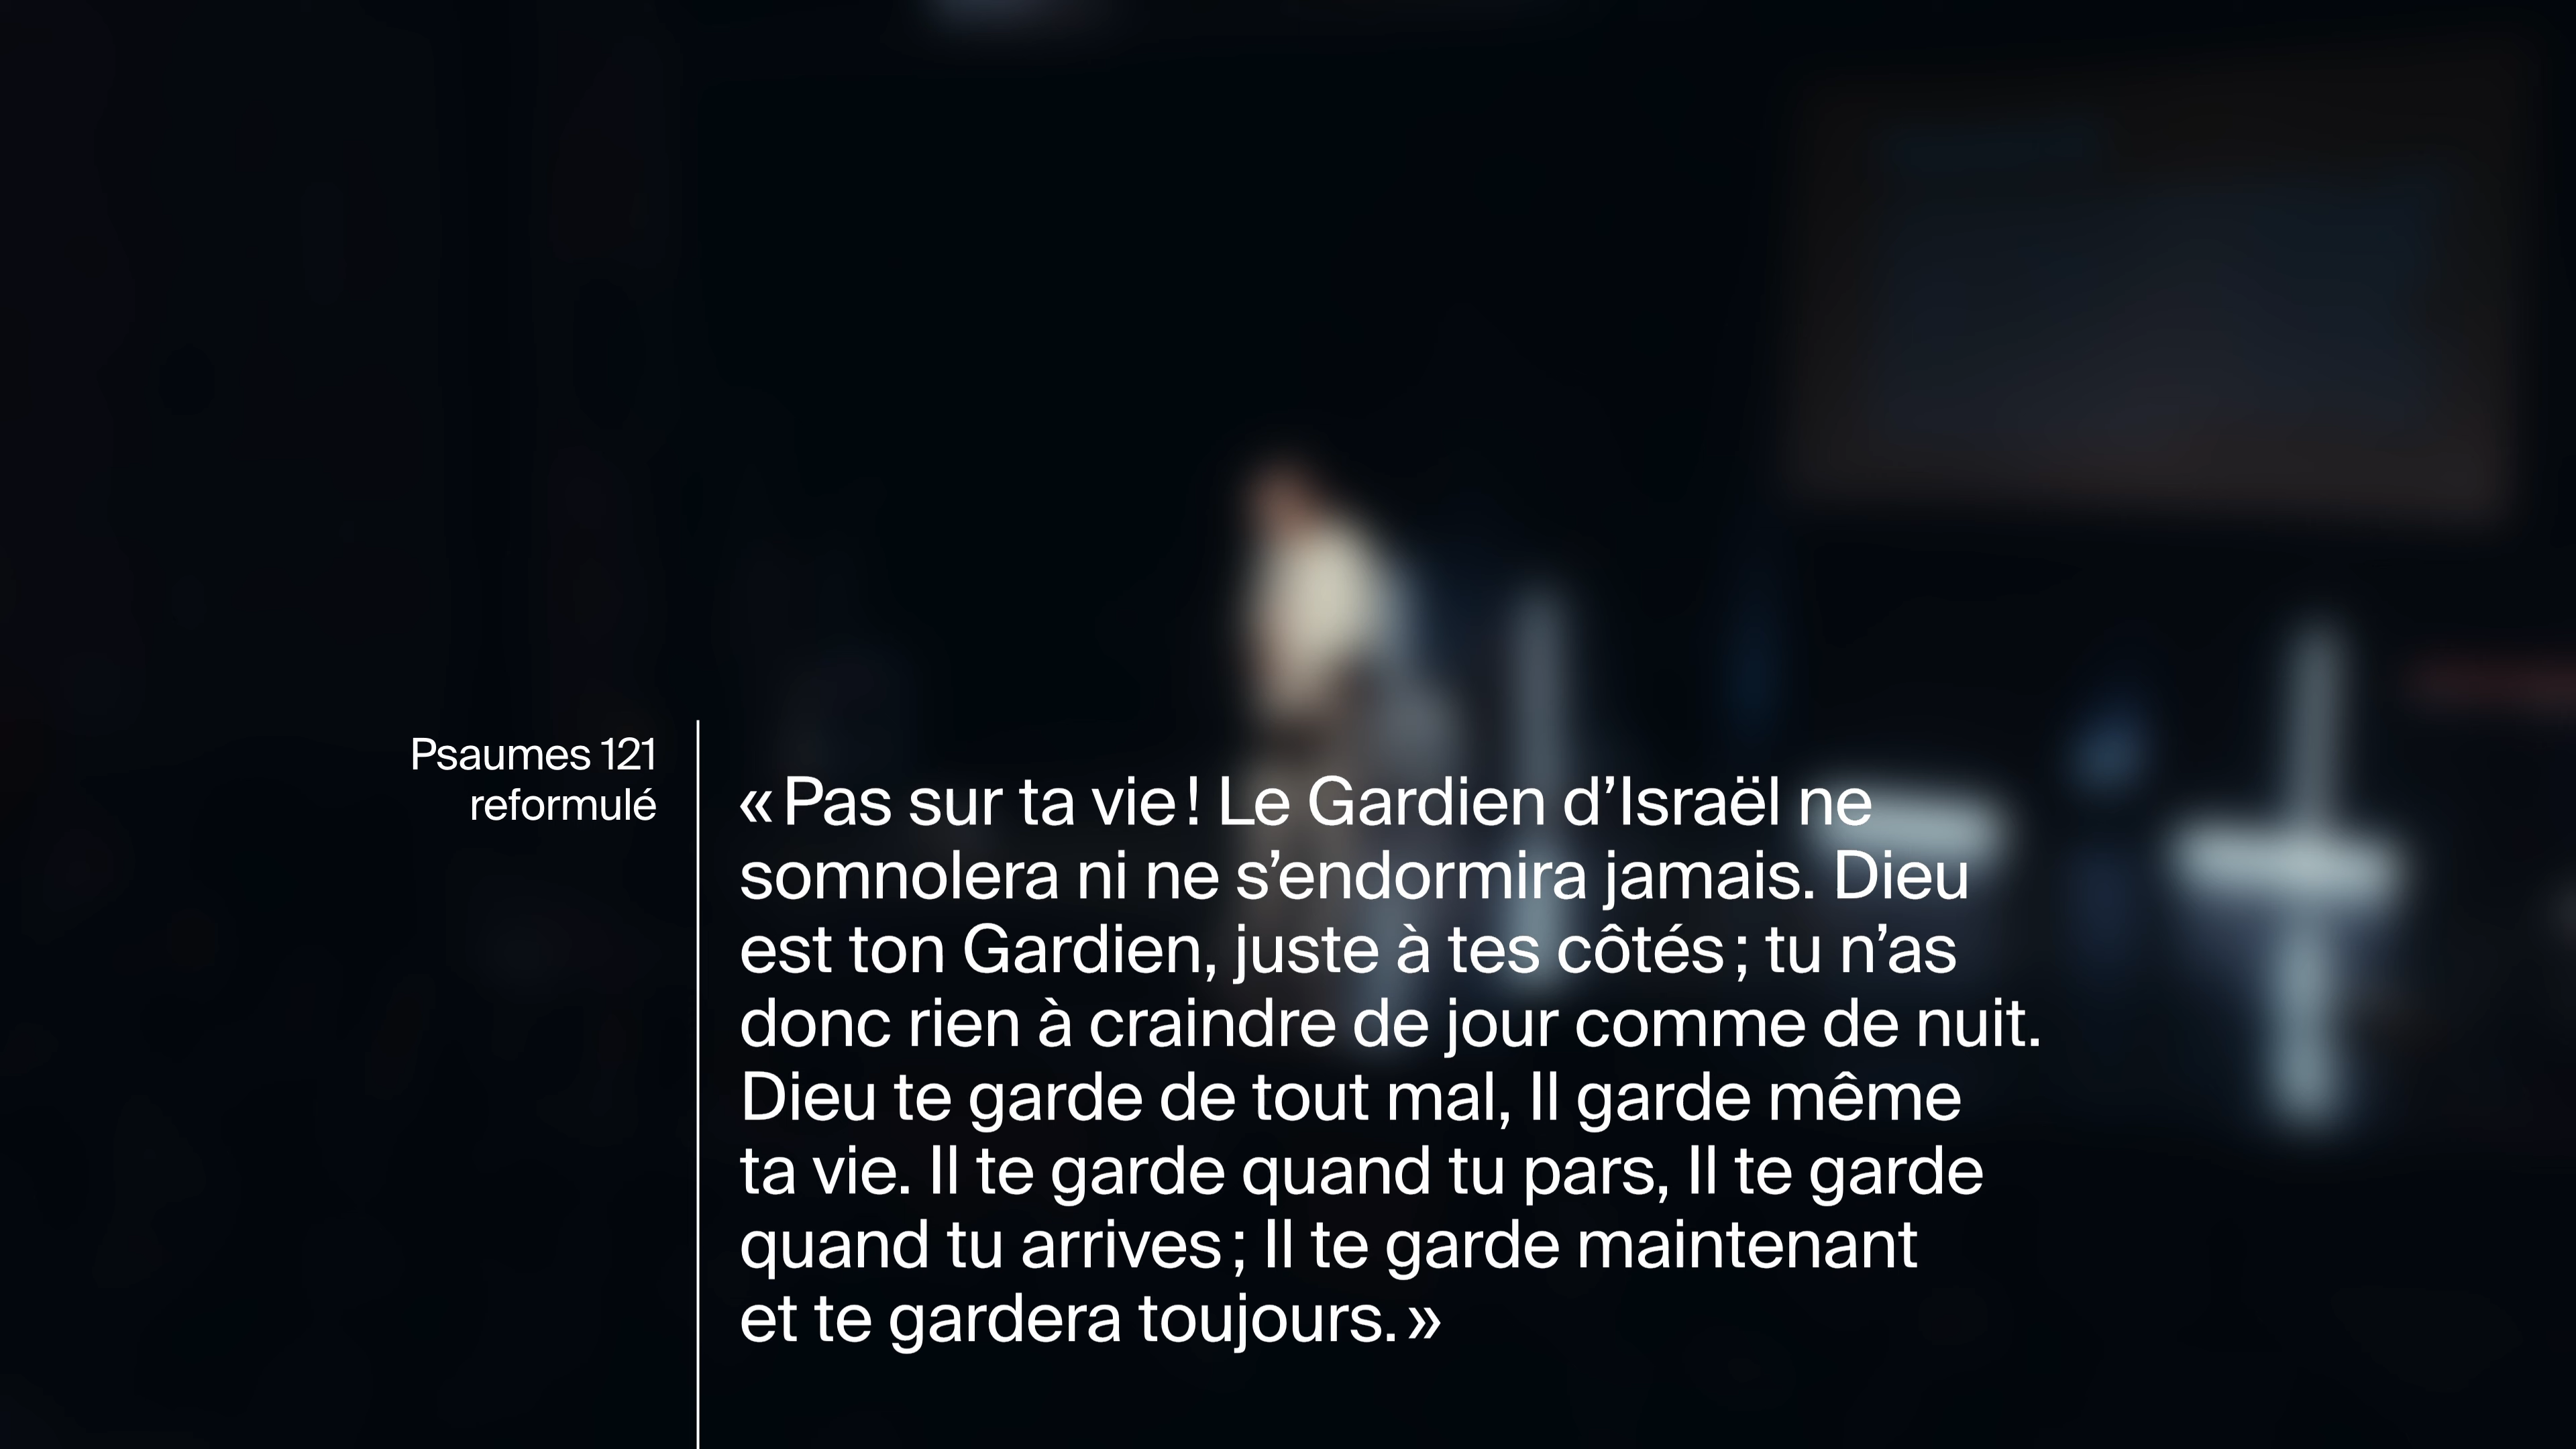 Psaumes 121
reformulé
« Pas sur ta vie ! Le Gardien d’Israël ne
somnolera ni ne s’endormira jamais. Dieu
est ton Gardien, juste à tes côtés ; tu n’as
donc rien à craindre de jour comme de nuit.
Dieu te garde de tout mal, Il garde même
ta vie. Il te garde quand tu pars, Il te garde
quand tu arrives ; Il te garde maintenant
et te gardera toujours. »